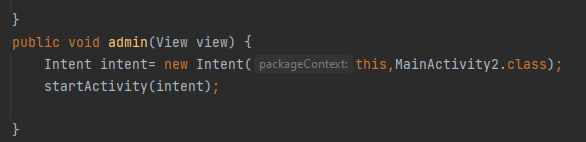 }
public void admin(View view) {
Intent intent= new Intent( packageContext: this,MainActivity2.class);
startActivity(intent);
}